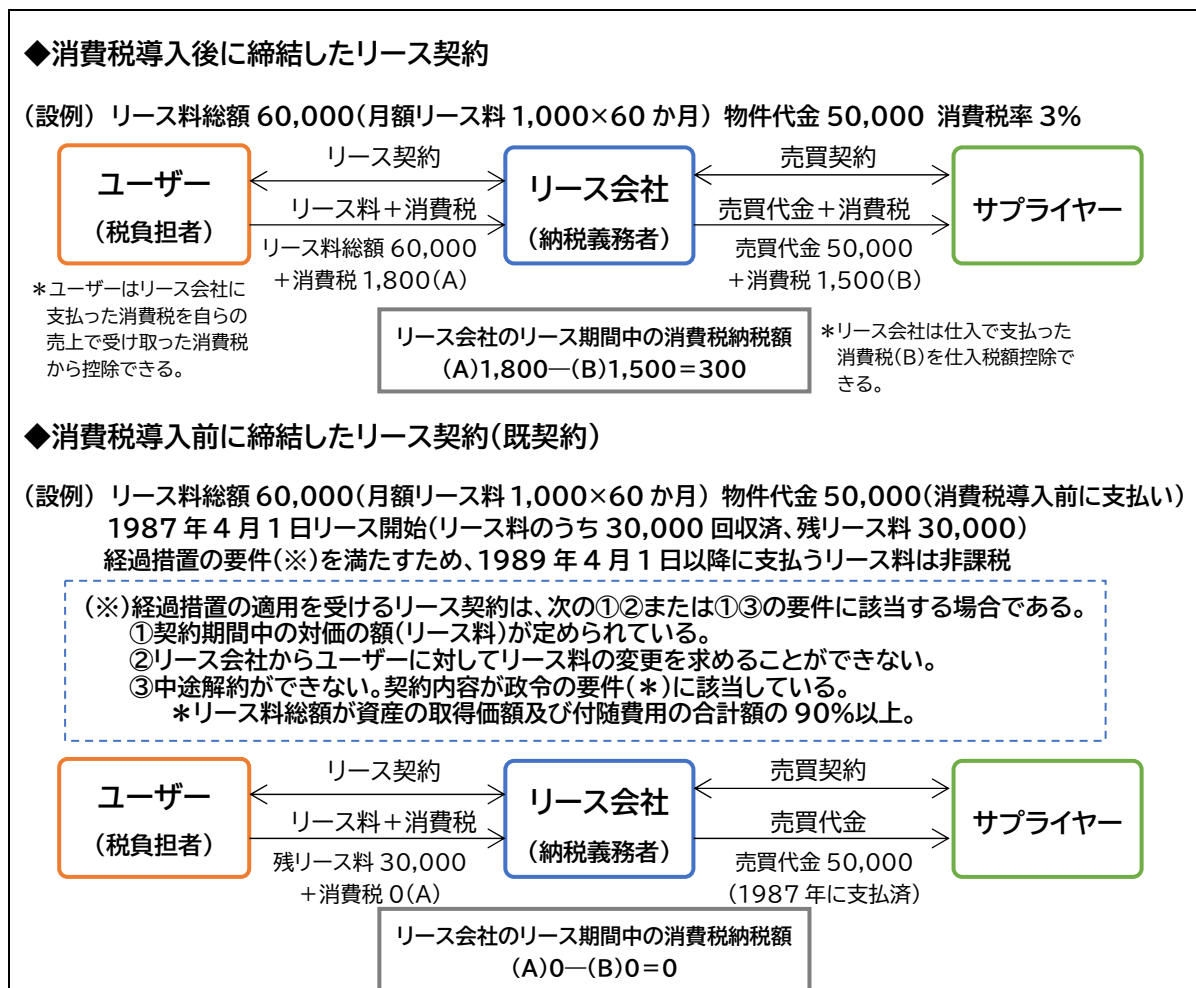 ◆消費税導入後に締結したリース契約
（設例） リース料総額 60,000（月額リース料 1,000×60 か月） 物件代金 50,000 消費税率 3%
ユーザー
（税負担者）
リース契約
リース料＋消費税
リース料総額 60,000
＋消費税 1,800(A)
リース会社
（納税義務者）
売買契約
売買代金＋消費税
売買代金 50,000
＋消費税 1,500(B)
サプライヤー
＊ユーザーはリース会社に
支払った消費税を自らの
売上で受け取った消費税
から控除できる。
リース会社のリース期間中の消費税納税額
(A)1,800―(B)1,500＝300
＊リース会社は仕入で支払った
消費税(B)を仕入税額控除で
きる。
◆消費税導入前に締結したリース契約（既契約）
（設例） リース料総額 60,000（月額リース料 1,000×60 か月） 物件代金 50,000（消費税導入前に支払い）
1987 年 4 月 1 日リース開始（リース料のうち 30,000 回収済、残リース料 30,000）
経過措置の要件（※）を満たすため、1989 年 4 月 1 日以降に支払うリース料は非課税
（※）経過措置の適用を受けるリース契約は、次の①②または①③の要件に該当する場合である。
①契約期間中の対価の額（リース料）が定められている。
②リース会社からユーザーに対してリース料の変更を求めることができない。
③中途解約ができない。契約内容が政令の要件（＊）に該当している。
＊リース料総額が資産の取得価額及び付随費用の合計額の 90%以上。
ユーザー
（税負担者）
リース契約
リース料＋消費税
残リース料 30,000
＋消費税 0(A)
リース会社
（納税義務者）
売買契約
売買代金
売買代金 50,000
（1987 年に支払済）
サプライヤー
リース会社のリース期間中の消費税納税額
(A)0―(B)0＝0